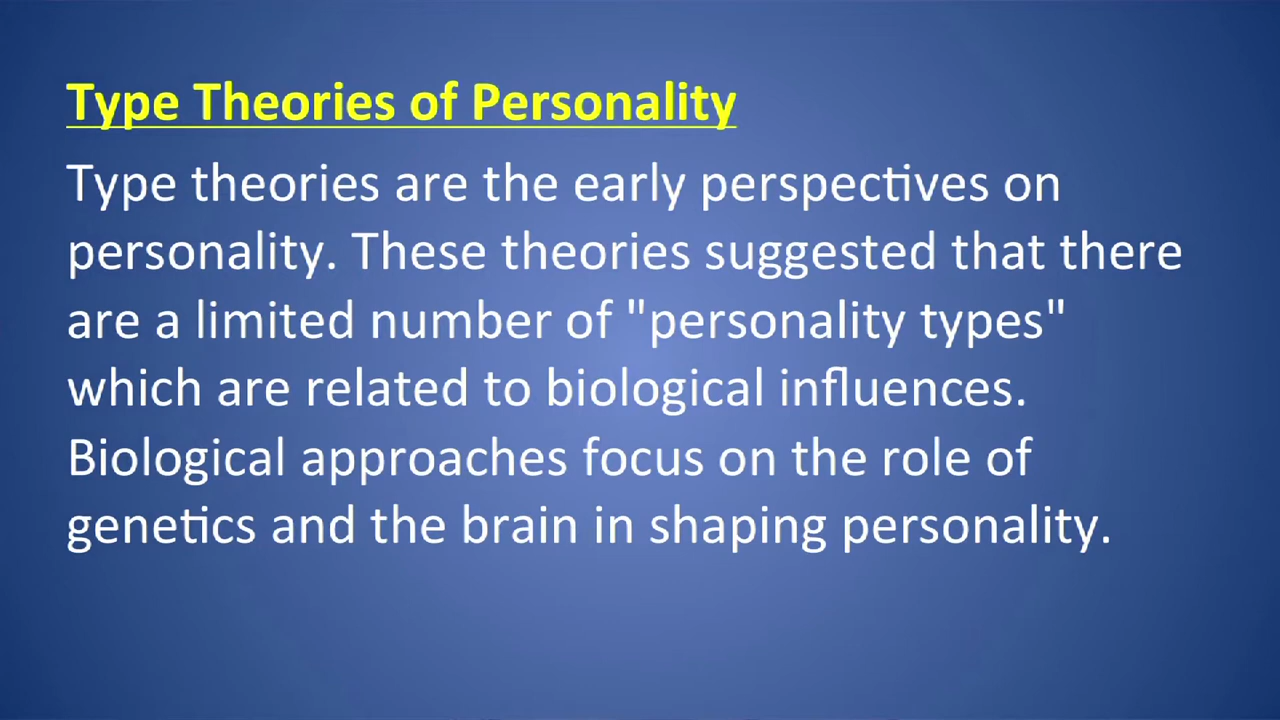 Type Theories of Personality
Type theories are the early perspectives on
personality. These theories suggested that there
are a limited number of "personality types"
which are related to biological influences.
Biological approaches focus on the role of
genetics and the brain in shaping personality.